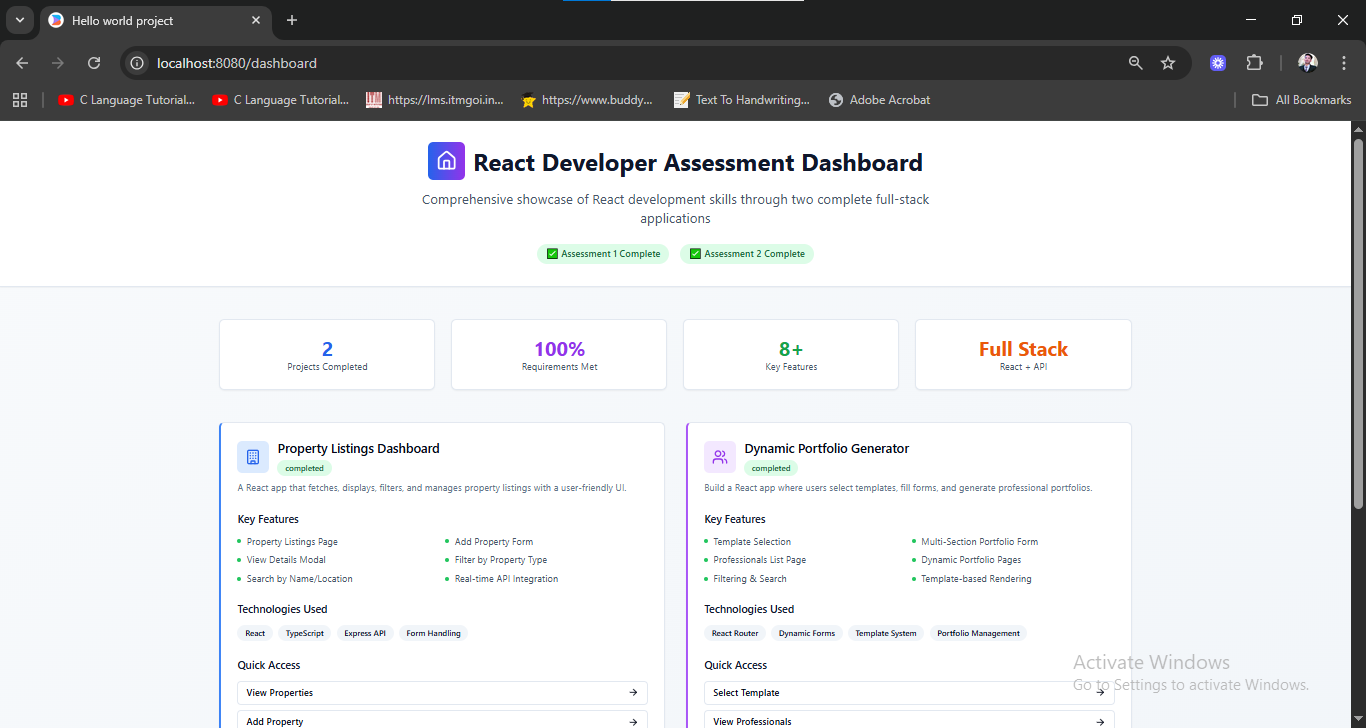 Hello world project
localhost:8080/dashboard
C Language Tutorial...
C Language Tutorial...
https://lms.itmgoi.in...
https://www.buddy...
Text To Handwriting...
Adobe Acrobat
All Bookmarks
React Developer Assessment Dashboard
Comprehensive showcase of React development skills through two complete full-stack
applications
✅ Assessment 1 Complete
✅ Assessment 2 Complete
2
Projects Completed
100%
Requirements Met
8+
Key Features
Full Stack
React + API
Property Listings Dashboard
completed
A React app that fetches, displays, filters, and manages property listings with a user-friendly UI.
Key Features
Property Listings Page
Add Property Form
View Details Modal
Filter by Property Type
Search by Name/Location
Real-time API Integration
Technologies Used
React
TypeScript
Express API
Form Handling
Quick Access
View Properties
Add Property
Dynamic Portfolio Generator
completed
Build a React app where users select templates, fill forms, and generate professional portfolios.
Key Features
Template Selection
Multi-Section Portfolio Form
Professionals List Page
Dynamic Portfolio Pages
Filtering & Search
Template-based Rendering
Technologies Used
React Router
Dynamic Forms
Template System
Portfolio Management
Quick Access
Select Template
View Professionals
Activate Windows
Go to Settings to activate Windows.